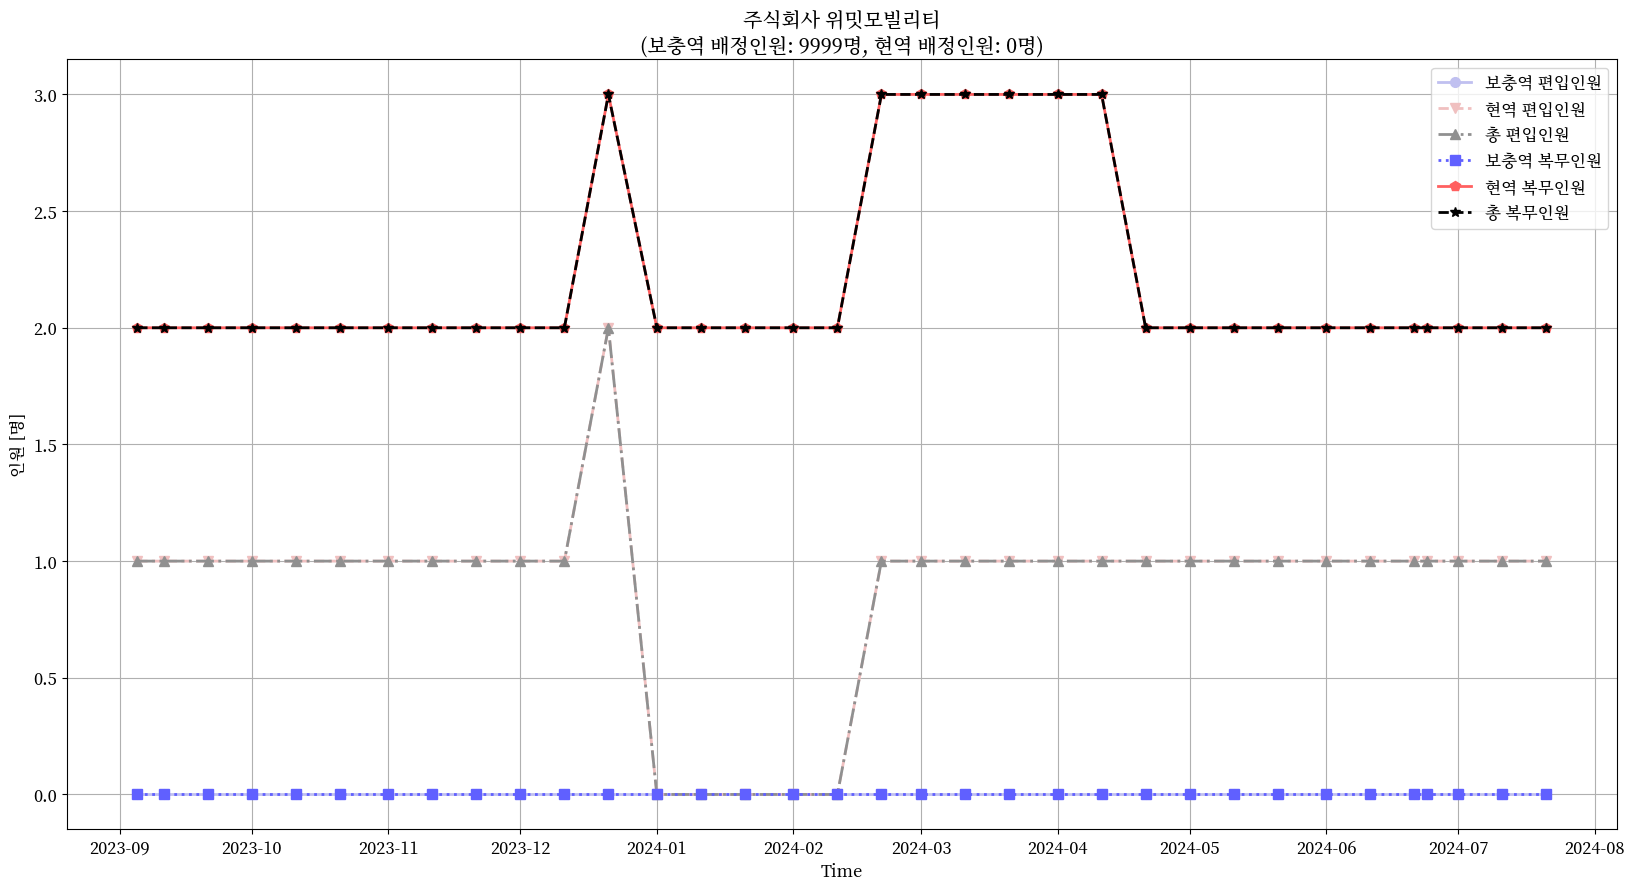 주식회사 위밋모빌리티
(보충역 배정인원: 9999명, 현역 배정인원: 0명)
3.0
2.5
2.0
1.5
1.0
0.5
0.0
인원 [명]
보충역 편입인원
현역 편입인원
총 편입인원
보충역 복무인원
현역 복무인원
총 복무인원
2023-09 2023-10 2023-11 2023-12 2024-01 2024-02 2024-03 2024-04 2024-05 2024-06 2024-07 2024-08
Time